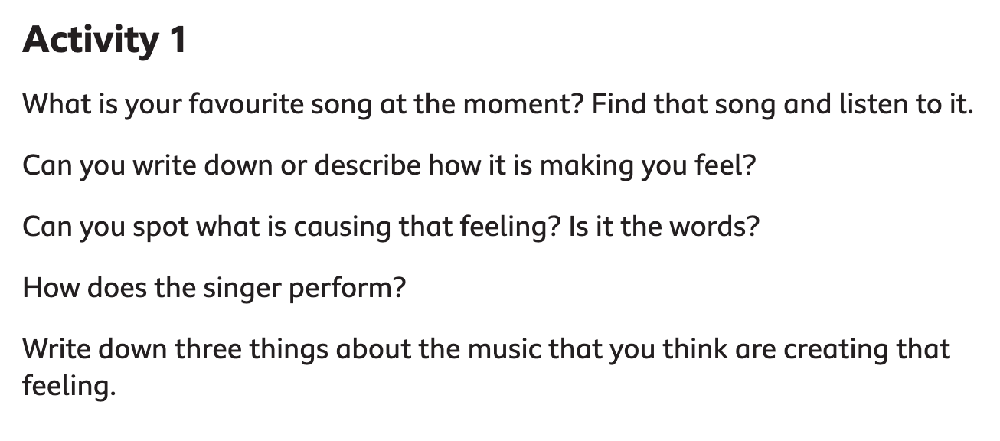 Activity 1
What is your favourite song at the moment? Find that song and listen to it.
Can you write down or describe how it is making you feel?
Can you spot what is causing that feeling? Is it the words?
How does the singer perform?
Write down three things about the music that you think are creating that
feeling.